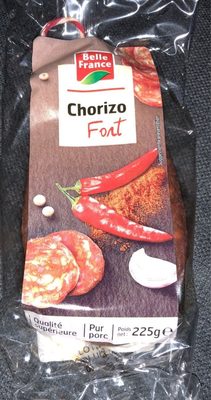 Belle
France
Chorizo
Fort
Qualité
Supérieure
Pur
porc
Poids
net:
225g e